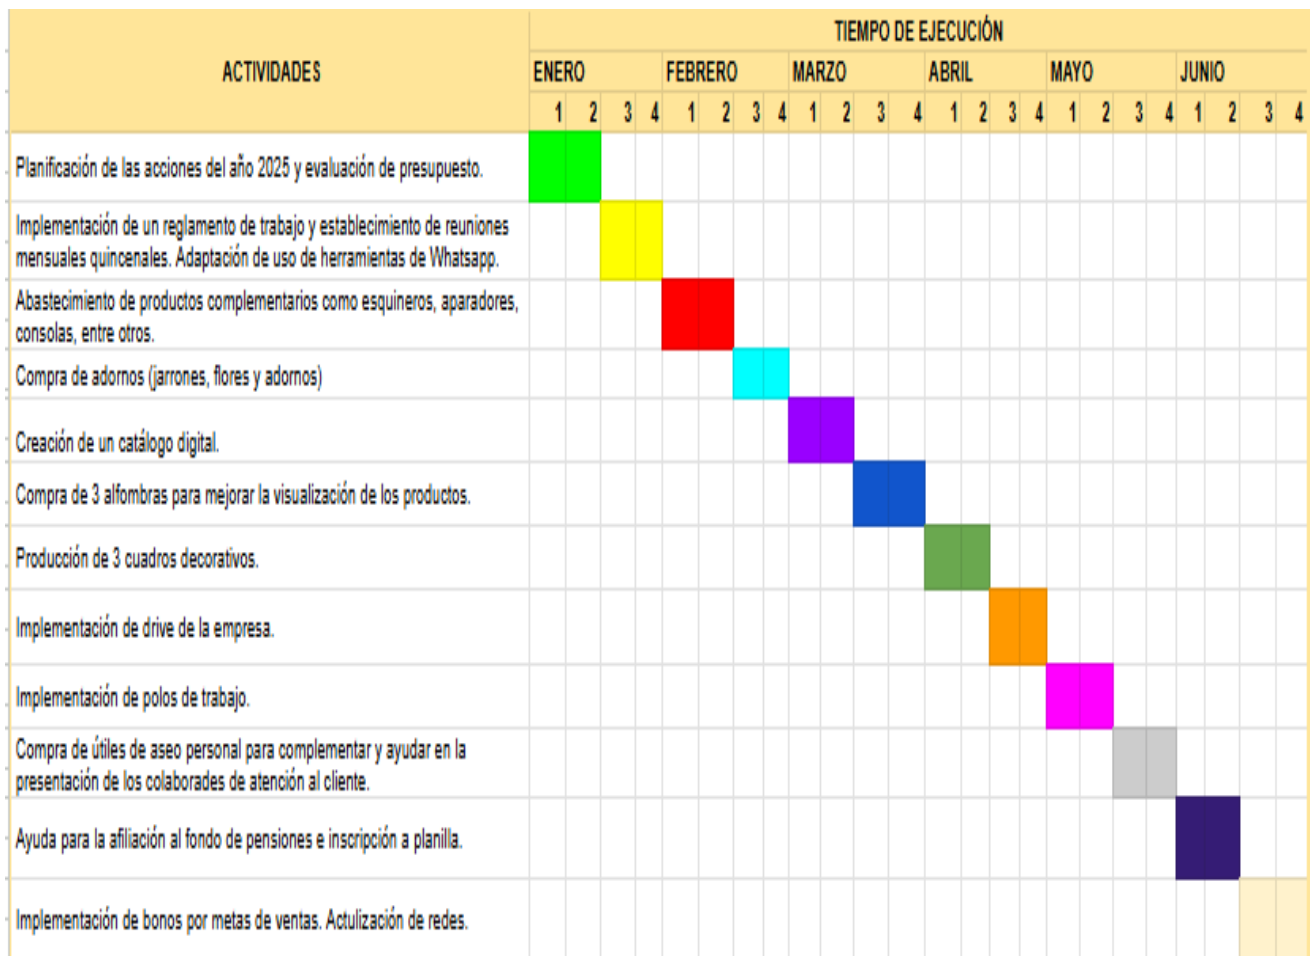 TIEMPO DE EJECUCIÓN
ACTIVIDADES
ENERO FEBRERO MARZO ABRIL MAYO JUNIO
1 2 3 4 1 2 3 4 1 2 3 4 1 2 3 4 1 2 3 4 1 2 3 4
Planificación de las acciones del año 2025 y evaluación de presupuesto.
Implementación de un reglamento de trabajo y establecimiento de reuniones
mensuales quincenales. Adaptación de uso de herramientas de Whatsapp.
Abastecimiento de productos complementarios como esquineros, aparadores,
consolas, entre otros.
Compra de adornos (jarrones, flores y adornos)
Creación de un catálogo digital.
Compra de 3 alfombras para mejorar la visualización de los productos.
Producción de 3 cuadros decorativos.
Implementación de drive de la empresa.
Implementación de polos de trabajo.
Compra de útiles de aseo personal para complementar y ayudar en la
presentación de los colaborades de atención al cliente.
Ayuda para la afiliación al fondo de pensiones e inscripción a planilla.
Implementación de bonos por metas de ventas. Actulización de redes.